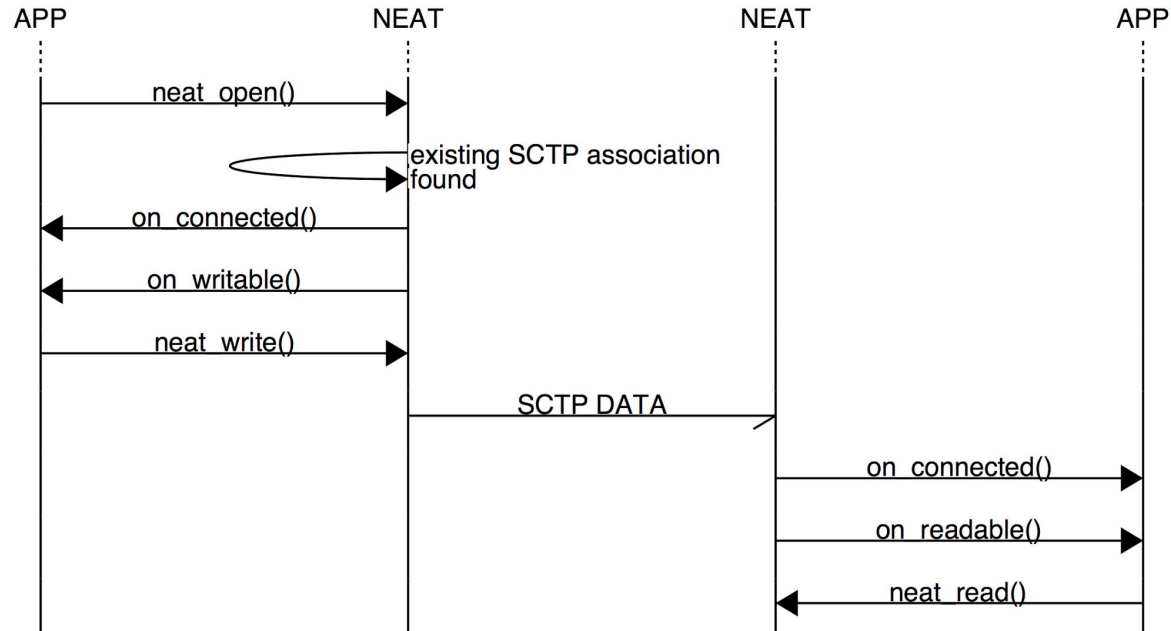 APP NEAT NEAT APP
neat_open()
existing SCTP association
found
on_connected()
on_writable()
neat_write()
SCTP DATA
on_connected()
on_readable()
neat_read()